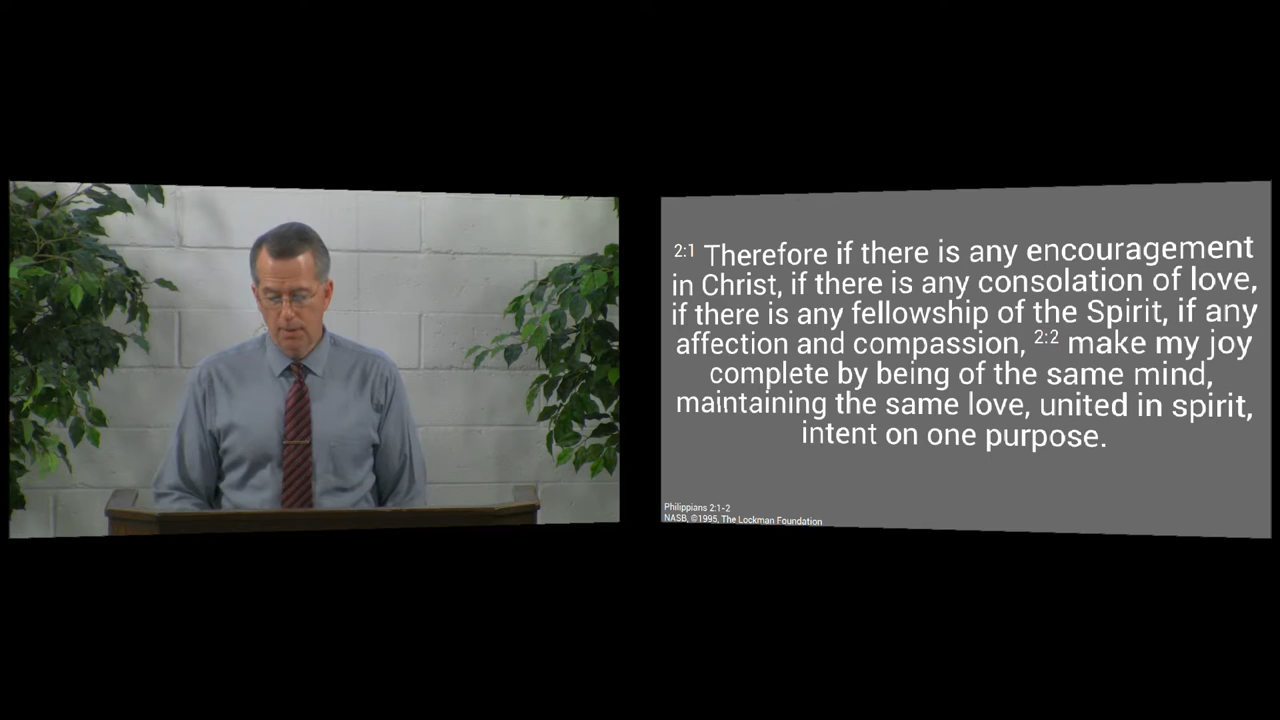 2:1 Therefore if there is any encouragement
in Christ, if there is any consolation of love,
if there is any fellowship of the Spirit, if any
affection and compassion, 2:2 make my joy
complete by being of the same mind,
maintaining the same love, united in spirit,
intent on one purpose.
Philippians 2:1-2
NASB, ©1995, The Lockman Foundation